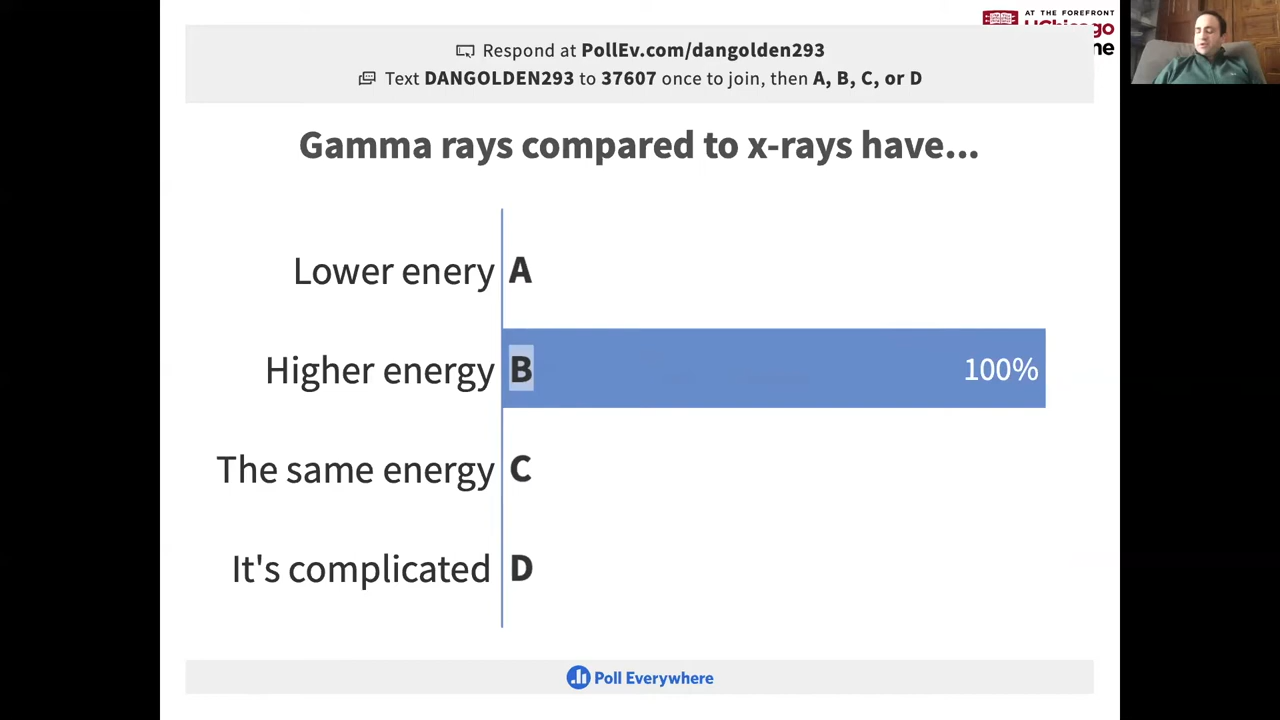 AT THE FOREFRONT
UChicago
Respond at PollEv.com/dangolden293
Text DANGOLDEN293 to 37607 once to join, then A, B, C, or D
Gamma rays compared to x-rays have...
Lower enery A
Higher energy B 100%
The same energy C
It's complicated D
Poll Everywhere